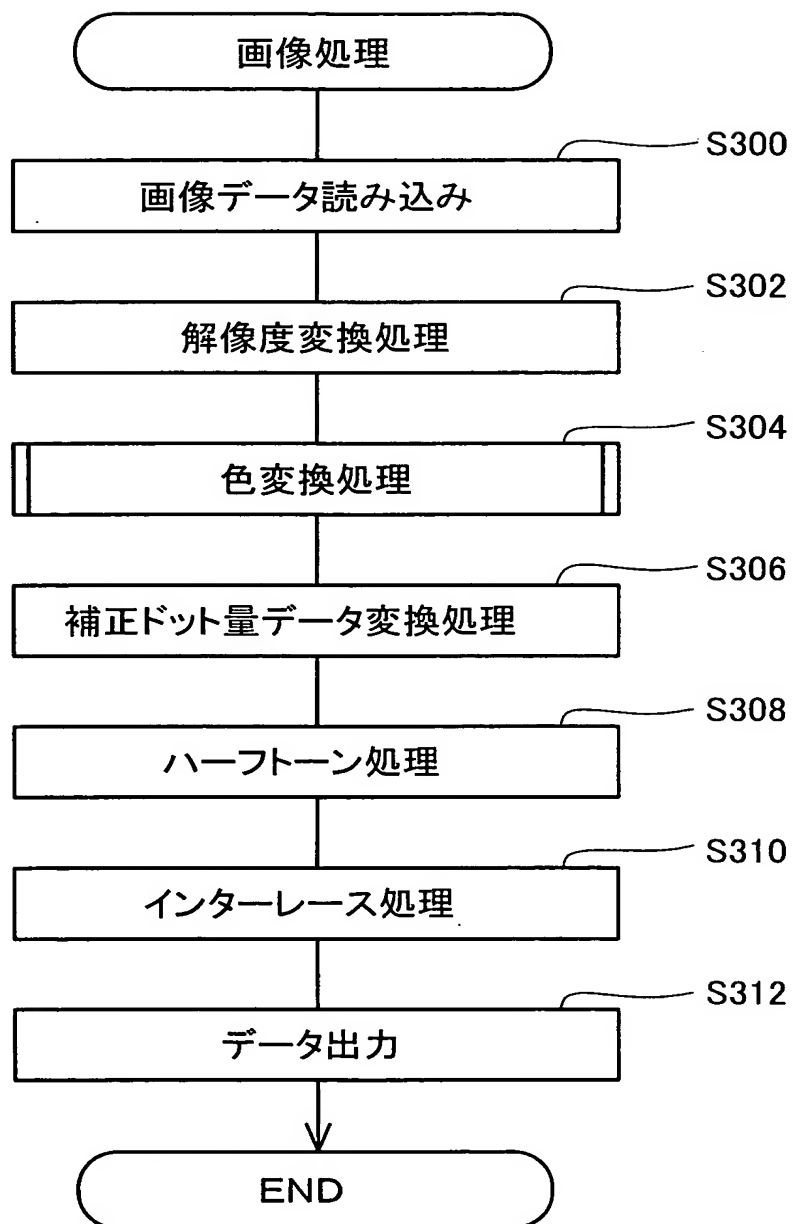 画像処理
S300
画像データ読み込み
S302
解像度変換処理
S304
色変換処理
S306
補正ドット量データ変換処理
S308
ハーフトーン処理
S310
インターレース処理
S312
データ出力
END